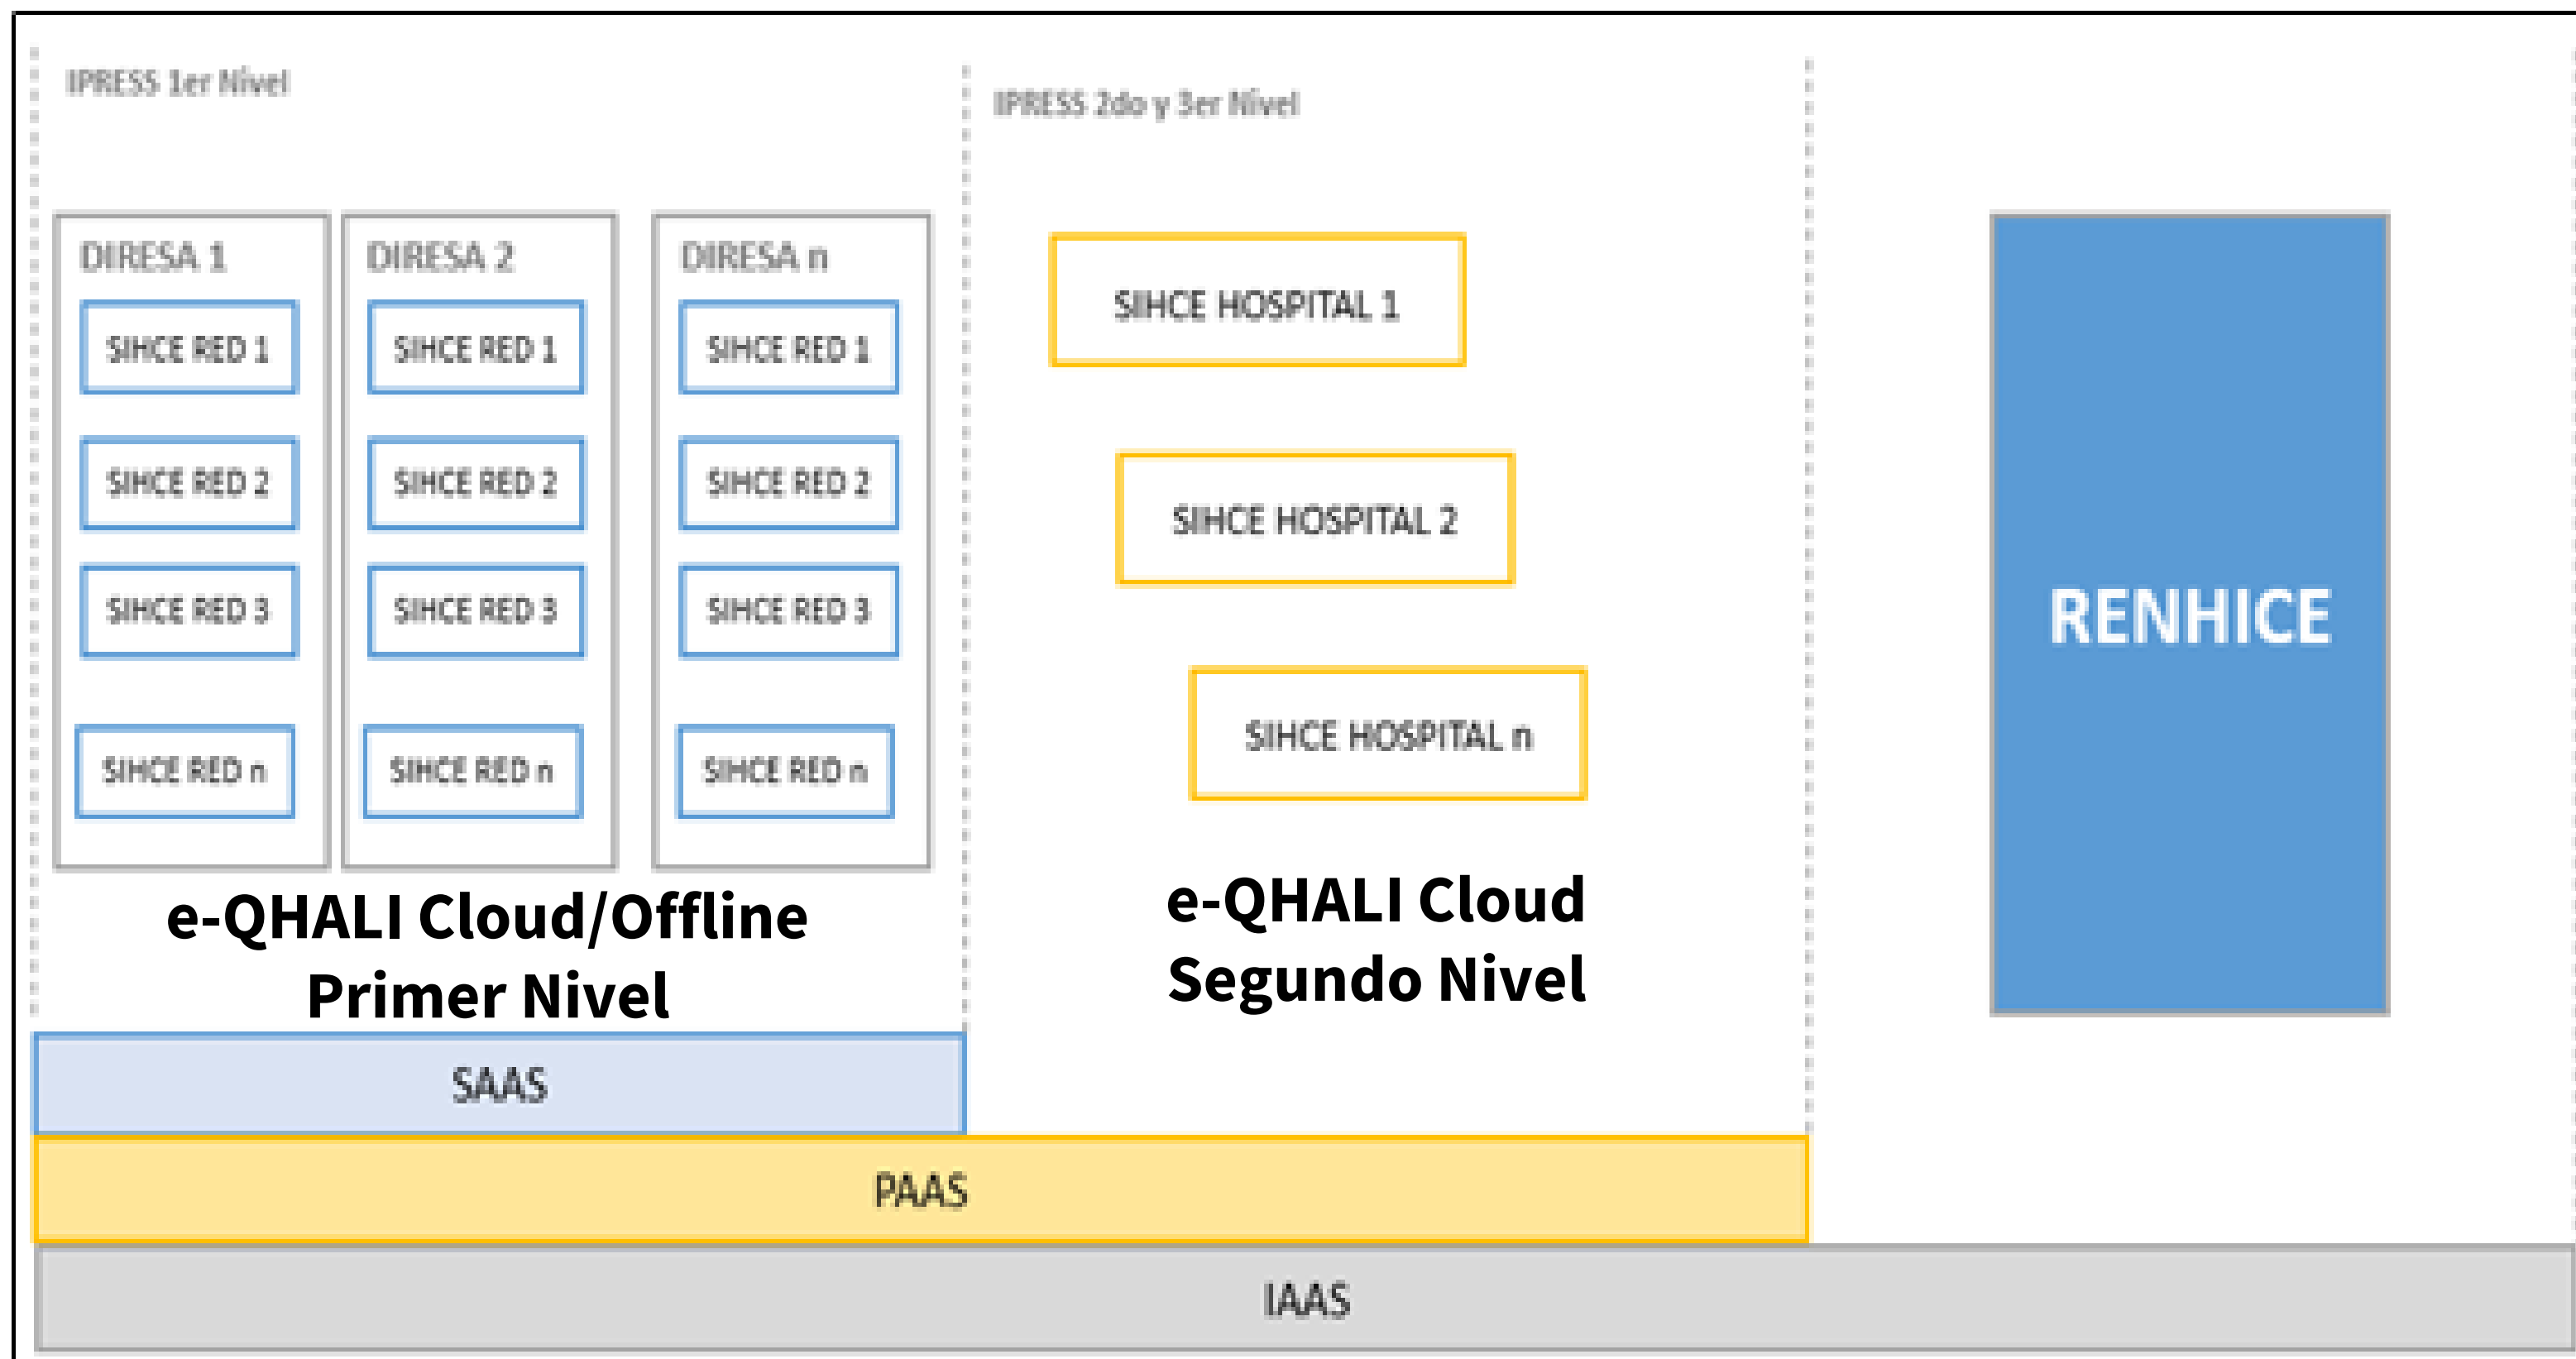 IPRESS 1er Nivel
DIRESA 1
SIHCE RED 1
SIHCE RED 2
SIHCE RED 3
SIHCE RED n
DIRESA 2
SIHCE RED 1
SIHCE RED 2
SIHCE RED 3
SIHCE RED n
DIRESA n
SIHCE RED 1
SIHCE RED 2
SIHCE RED 3
SIHCE RED n
e-QHALI Cloud/Offline
Primer Nivel
IPRESS 2do y 3er Nivel
SIHCE HOSPITAL 1
SIHCE HOSPITAL 2
SIHCE HOSPITAL n
e-QHALI Cloud
Segundo Nivel
RENHICE
SAAS
PAAS
IAAS